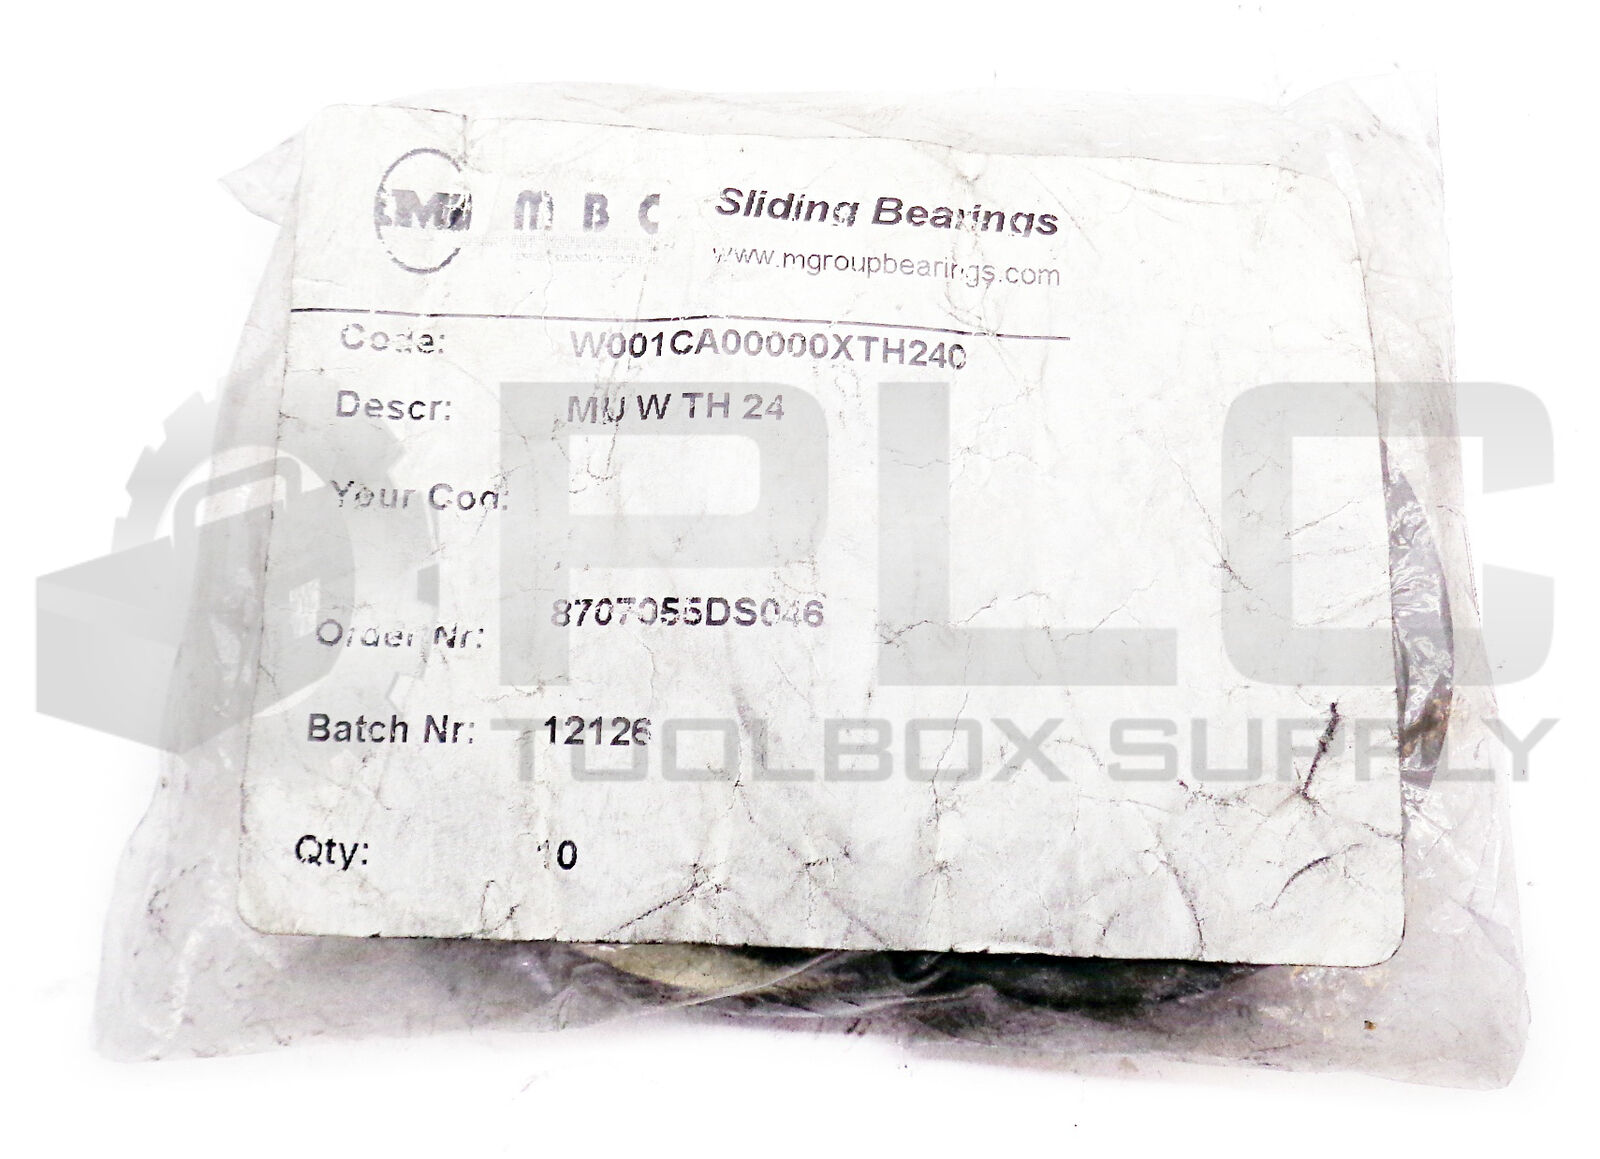 MU MBC Sliding Bearings
www.mgroupbearings.com
Code: W001CA00000XTH240
Descr: MU W TH 24
Your Cod:
Order Nr: 8707055DS046
Batch Nr: 12126
Qty: 10
PLC
TOOLBOX SUPPLY